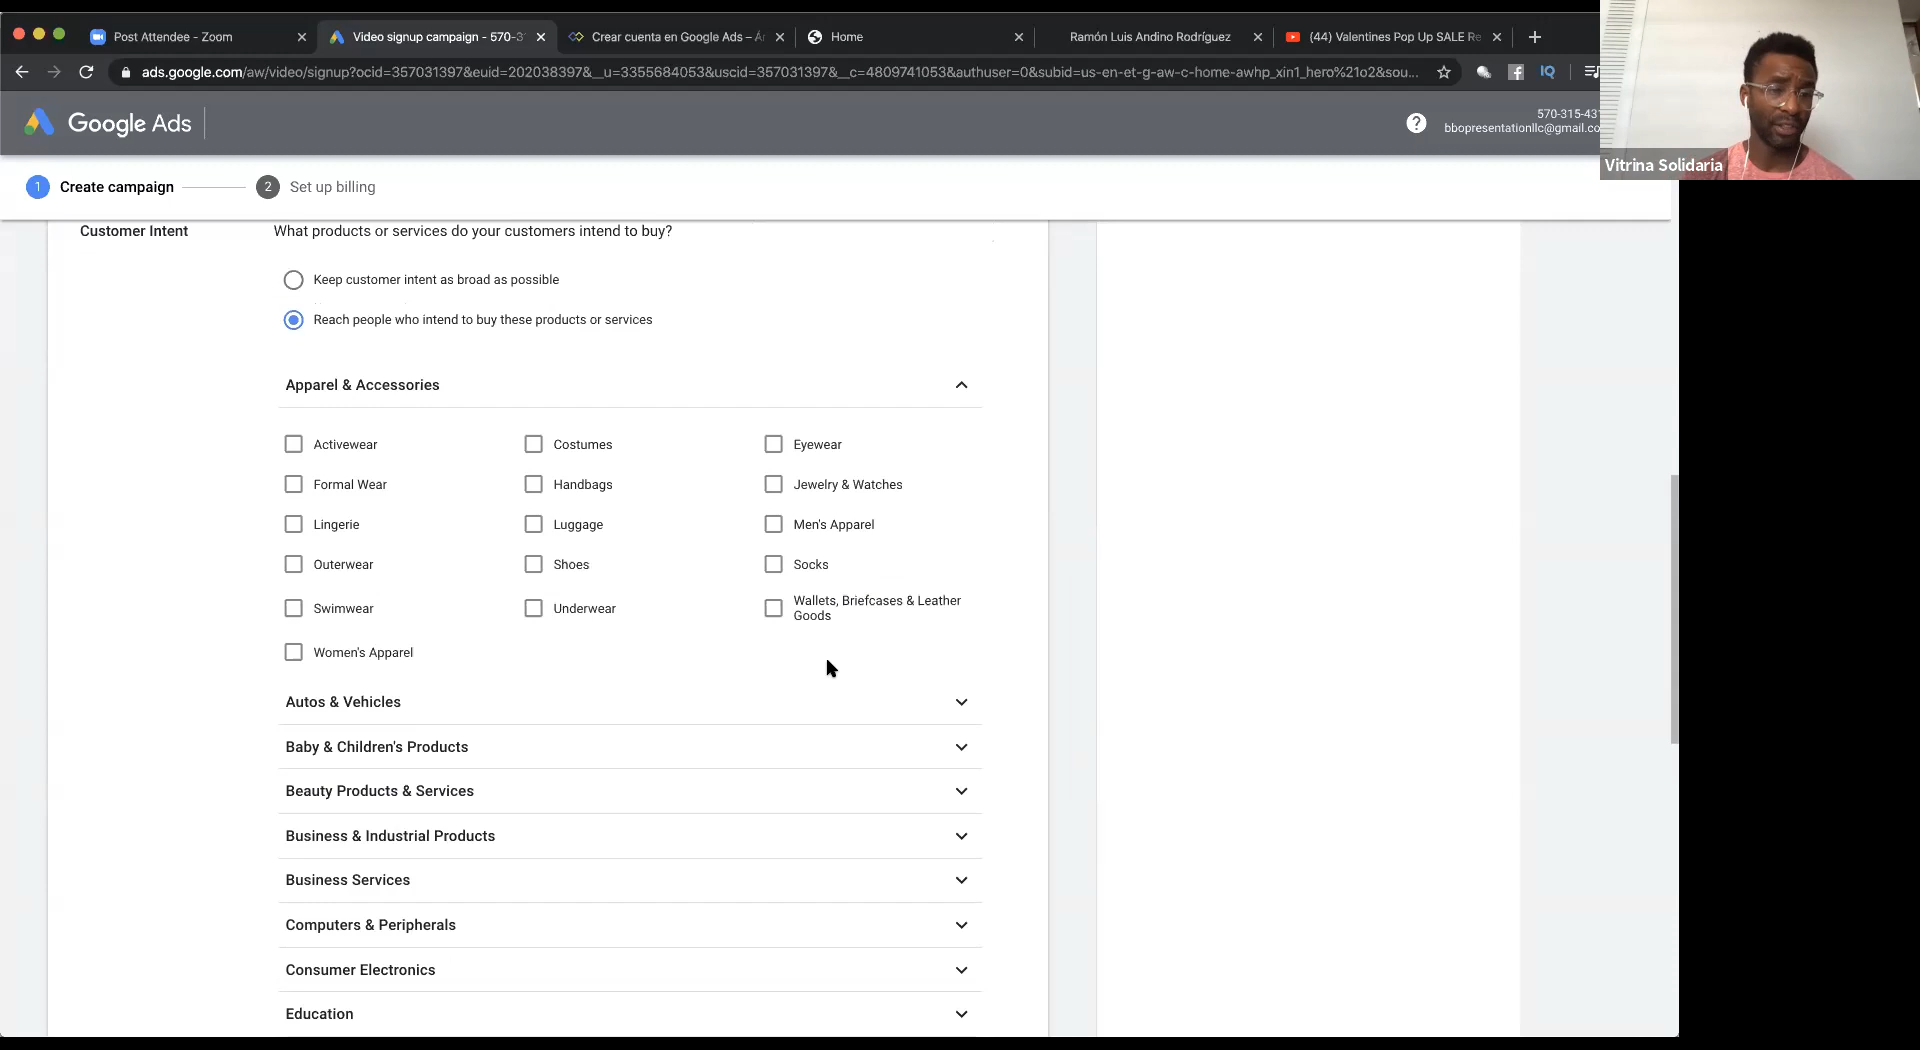 Post Attendee - Zoom
Video signup campaign - 570-3
Crear cuenta en Google Ads –
Home
Ramón Luis Andino Rodríguez
(44) Valentines Pop Up SALE Re
ads.google.com/aw/video/signup?ocid=357031397&euid=202038397&__u=3355684053&uscid=357031397&__c=4809741053&authuser=0&subid=us-en-et-g-aw-c-home-awhp_xin1_hero%21o2&sou...
IQ
Google Ads
?
570-315-43
bbopresentationllc@gmail.co
Vitrina Solidaria
1 Create campaign
2 Set up billing
Customer Intent
What products or services do your customers intend to buy?
Keep customer intent as broad as possible
Reach people who intend to buy these products or services
Apparel & Accessories
Activewear
Costumes
Eyewear
Formal Wear
Handbags
Jewelry & Watches
Lingerie
Luggage
Men's Apparel
Outerwear
Shoes
Socks
Swimwear
Underwear
Wallets, Briefcases & Leather
Goods
Women's Apparel
Autos & Vehicles
Baby & Children's Products
Beauty Products & Services
Business & Industrial Products
Business Services
Computers & Peripherals
Consumer Electronics
Education